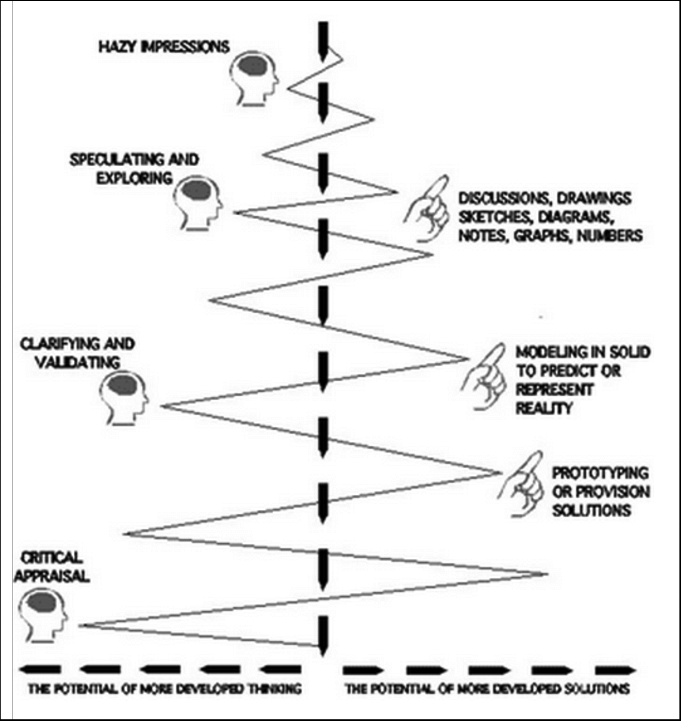 HAZY IMPRESSIONS
SPECULATING AND
EXPLORING
DISCUSSIONS, DRAWINGS
SKETCHES, DIAGRAMS,
NOTES, GRAPHS, NUMBERS
CLARIFYING AND
VALIDATING
MODELING IN SOLID
TO PREDICT OR
REPRESENT
REALITY
PROTOTYPING
OR PROVISION
SOLUTIONS
CRITICAL
APPRAISAL
THE POTENTIAL OF MORE DEVELOPED THINKING
THE POTENTIAL OF MORE DEVELOPED SOLUTIONS